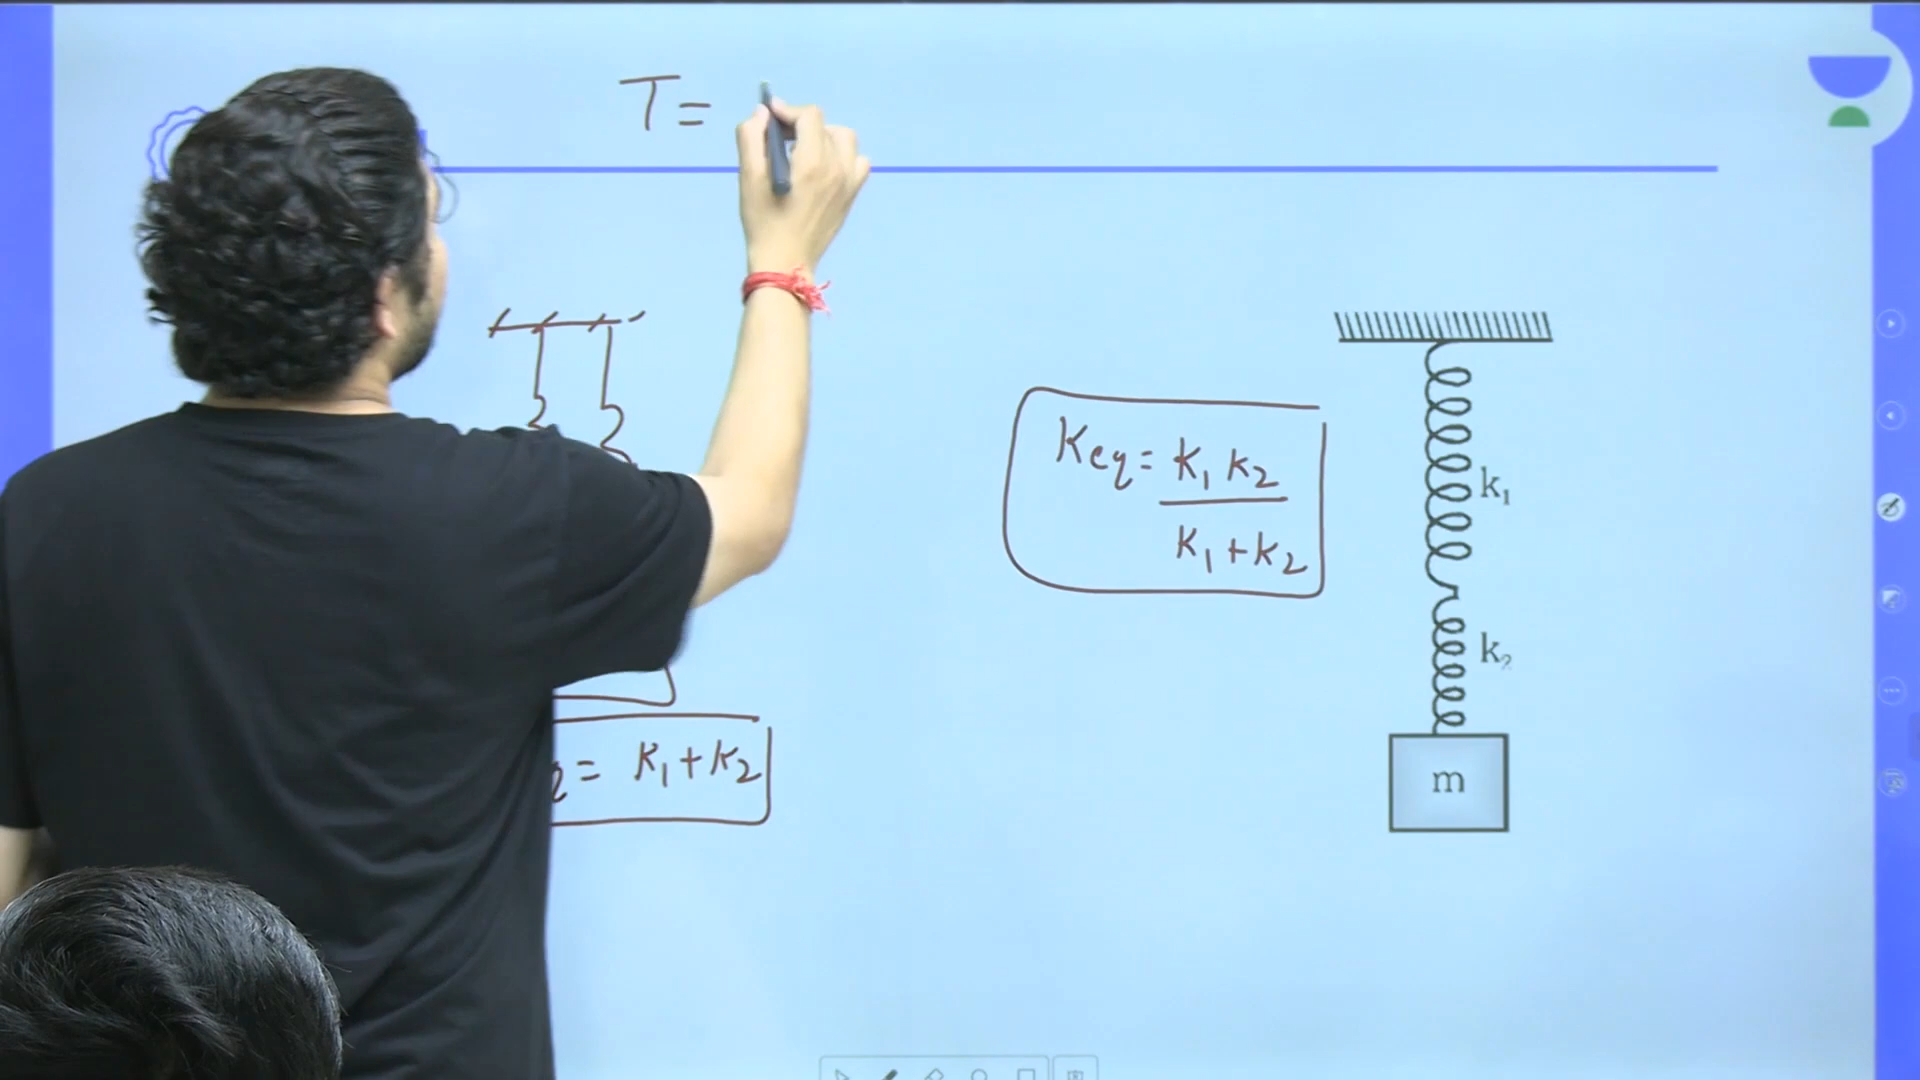 T =
Keq = K₁ K₂
K₁ + K₂
k₁
k₂
= K₁ + K₂
m